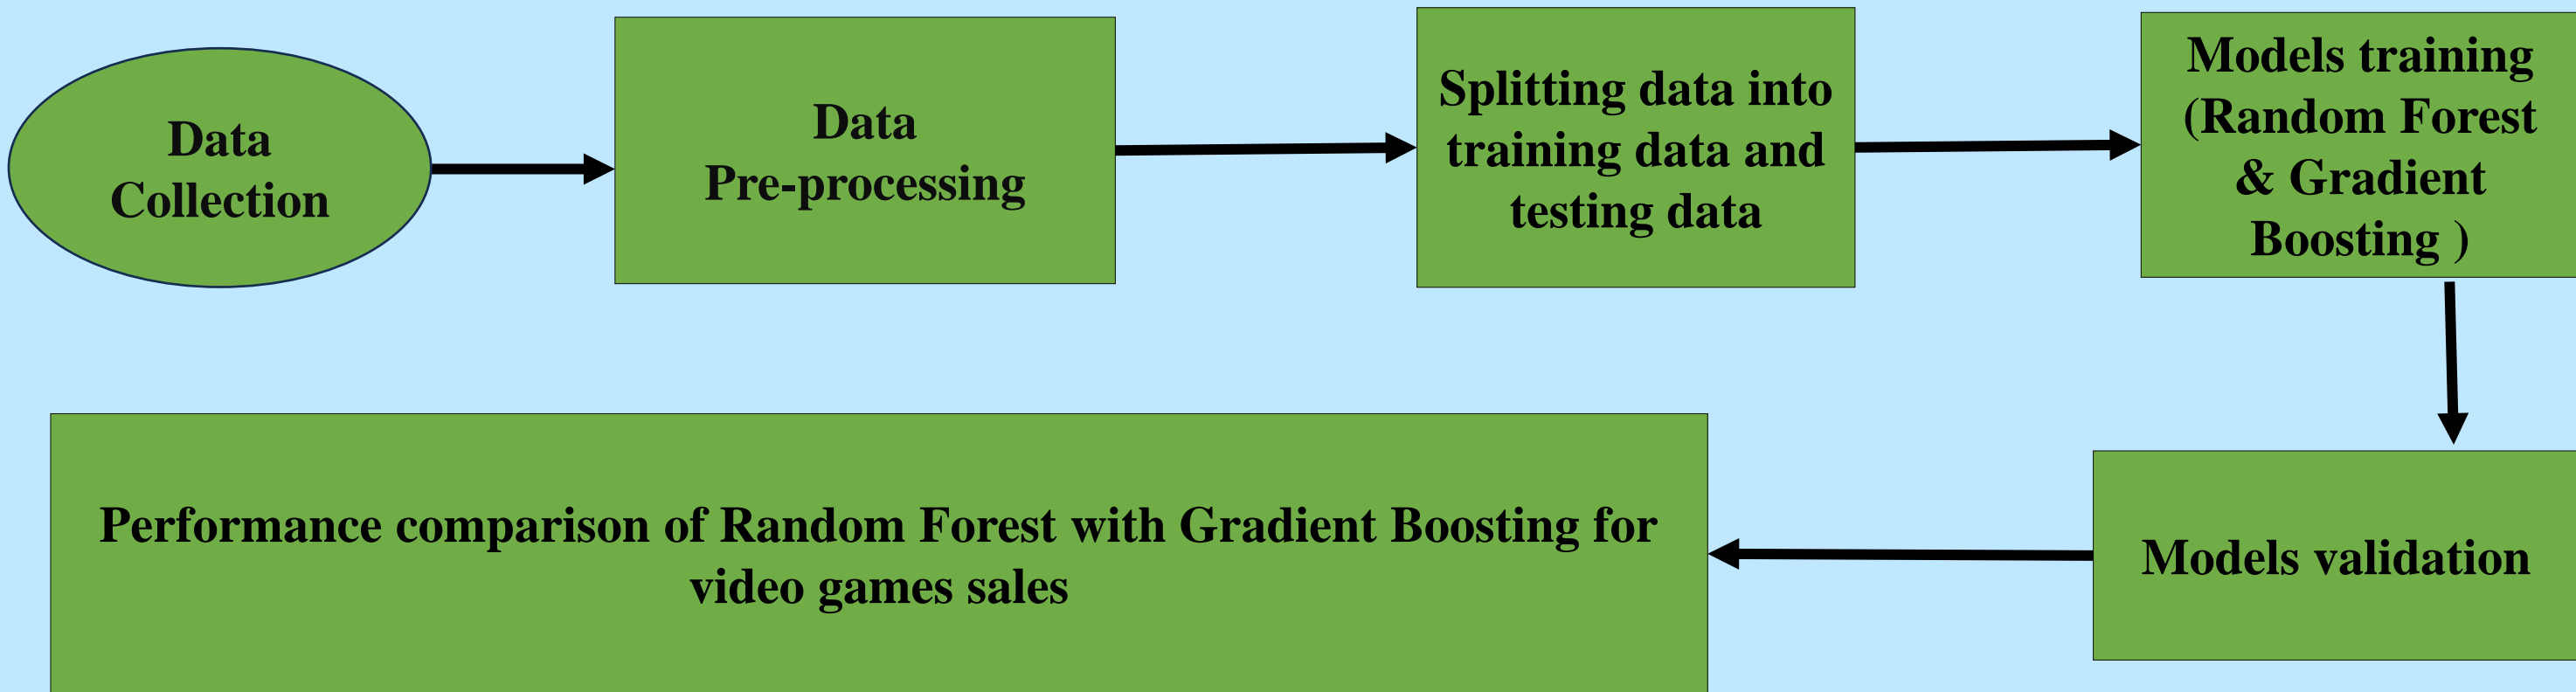 Data
Collection
Data
Pre-processing
Splitting data into
training data and
testing data
Models training
(Random Forest
& Gradient
Boosting )
Models validation
Performance comparison of Random Forest with Gradient Boosting for
video games sales